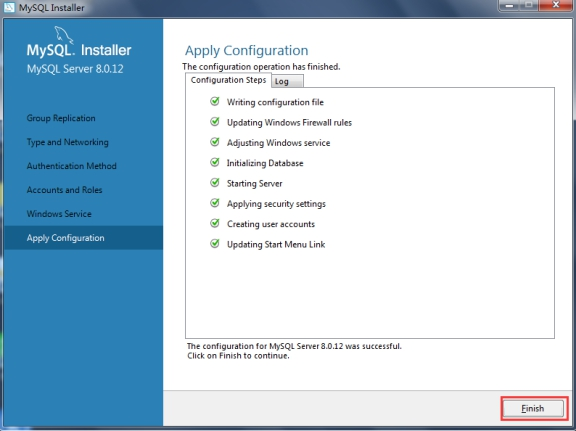 MySQL Installer
MySQL. Installer
MySQL Server 8.0.12
Group Replication
Type and Networking
Authentication Method
Accounts and Roles
Windows Service
Apply Configuration
Apply Configuration
The configuration operation has finished.
Configuration Steps Log
Writing configuration file
Updating Windows Firewall rules
Adjusting Windows service
Initializing Database
Starting Server
Applying security settings
Creating user accounts
Updating Start Menu Link
The configuration for MySQL Server 8.0.12 was successful.
Click on Finish to continue.
Finish